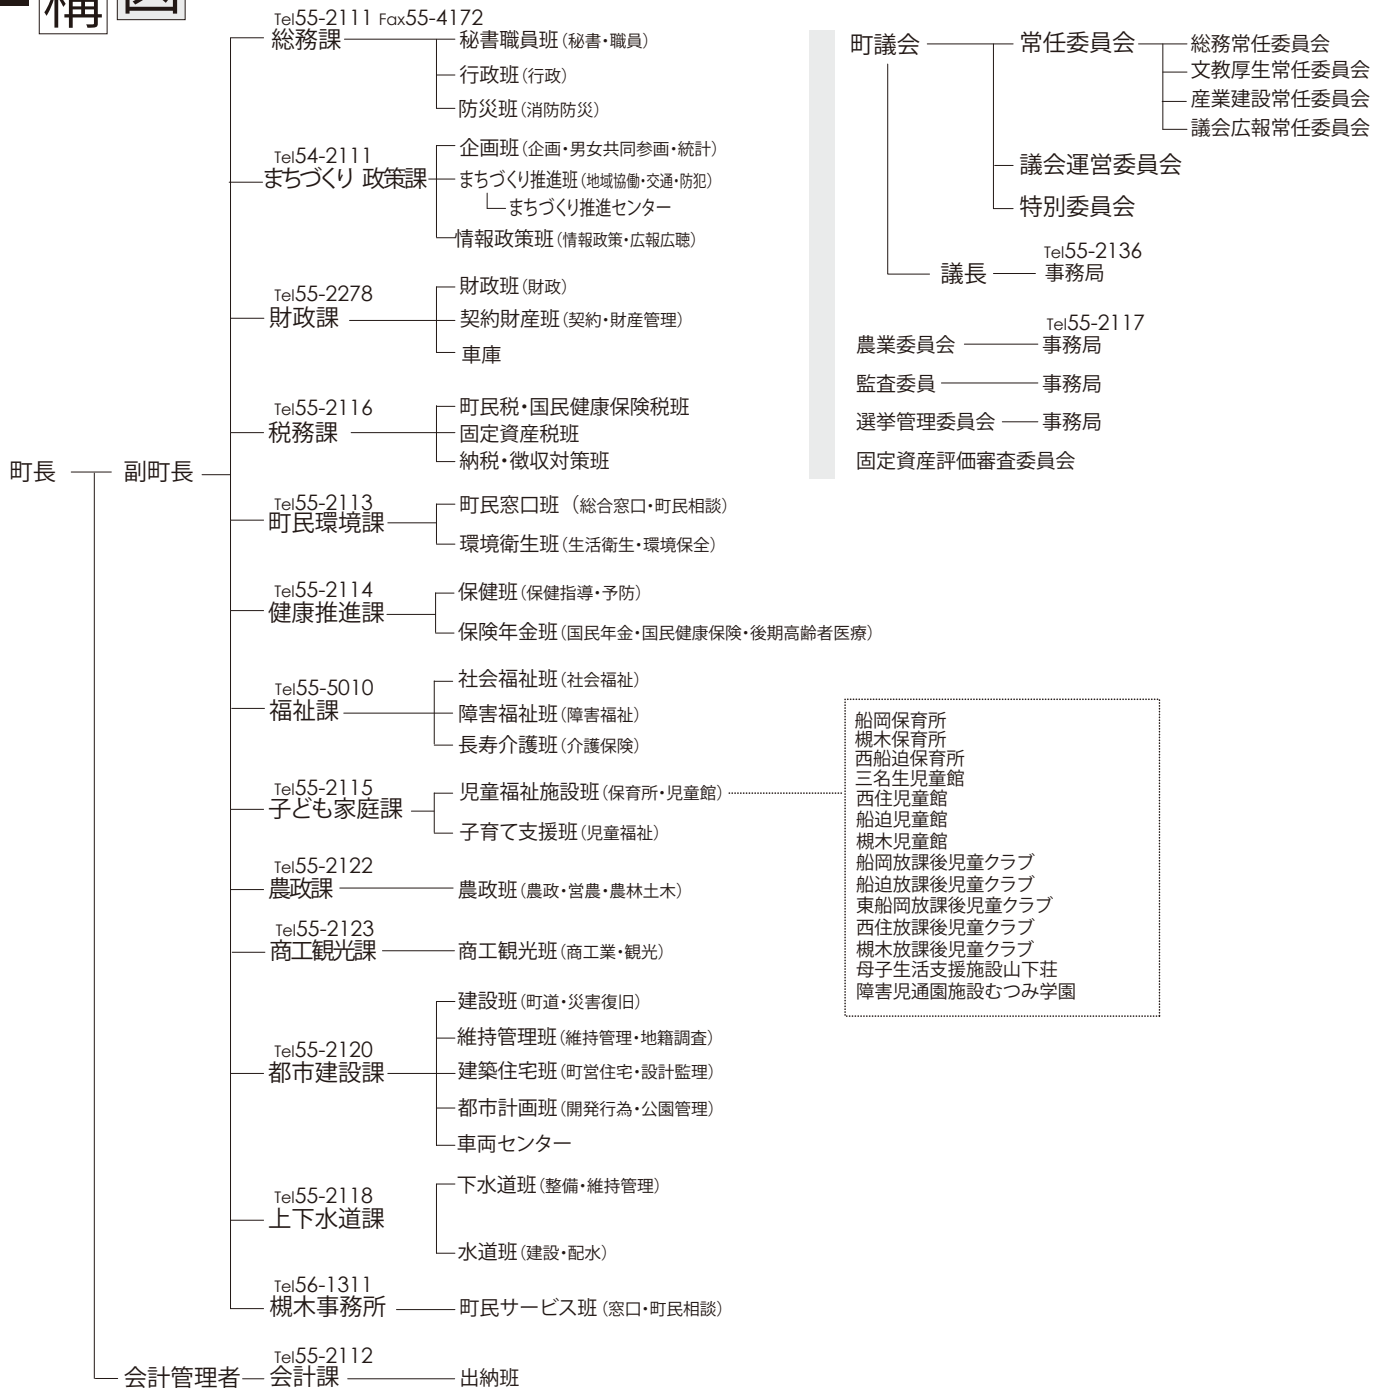 構図
町長
副町長
Tel55-2111 Fax55-4172
総務課
秘書職員班(秘書・職員)
行政班(行政)
防災班(消防防災)
Tel54-2111
まちづくり 政策課
企画班(企画・男女共同参画・統計)
まちづくり推進班(地域協働・交通・防犯)
まちづくり推進センター
情報政策班(情報政策・広報広聴)
Tel55-2278
財政課
財政班(財政)
契約財産班(契約・財産管理)
車庫
Tel55-2116
税務課
町民税・国民健康保険税班
固定資産税班
納税・徴収対策班
Tel55-2113
町民環境課
町民窓口班 (総合窓口・町民相談)
環境衛生班(生活衛生・環境保全)
Tel55-2114
健康推進課
保健班(保健指導・予防)
保険年金班(国民年金・国民健康保険・後期高齢者医療)
Tel55-5010
福祉課
社会福祉班(社会福祉)
障害福祉班(障害福祉)
長寿介護班(介護保険)
Tel55-2115
子ども家庭課
児童福祉施設班(保育所・児童館)
子育て支援班(児童福祉)
船岡保育所
槻木保育所
西船迫保育所
三名生児童館
西住児童館
船迫児童館
槻木児童館
船岡放課後児童クラブ
船迫放課後児童クラブ
東船岡放課後児童クラブ
西住放課後児童クラブ
槻木放課後児童クラブ
母子生活支援施設山下荘
障害児通園施設むつみ学園
Tel55-2122
農政課
農政班(農政・営農・農林土木)
Tel55-2123
商工観光課
商工観光班(商工業・観光)
Tel55-2120
都市建設課
建設班(町道・災害復旧)
維持管理班(維持管理・地籍調査)
建築住宅班(町営住宅・設計監理)
都市計画班(開発行為・公園管理)
車両センター
Tel55-2118
上下水道課
下水道班(整備・維持管理)
水道班(建設・配水)
Tel56-1311
槻木事務所
町民サービス班(窓口・町民相談)
会計管理者
Tel55-2112
会計課
出納班
町議会
常任委員会
総務常任委員会
文教厚生常任委員会
産業建設常任委員会
議会広報常任委員会
議会運営委員会
特別委員会
議長
Tel55-2136
事務局
農業委員会
Tel55-2117
事務局
監査委員
事務局
選挙管理委員会
事務局
固定資産評価審査委員会